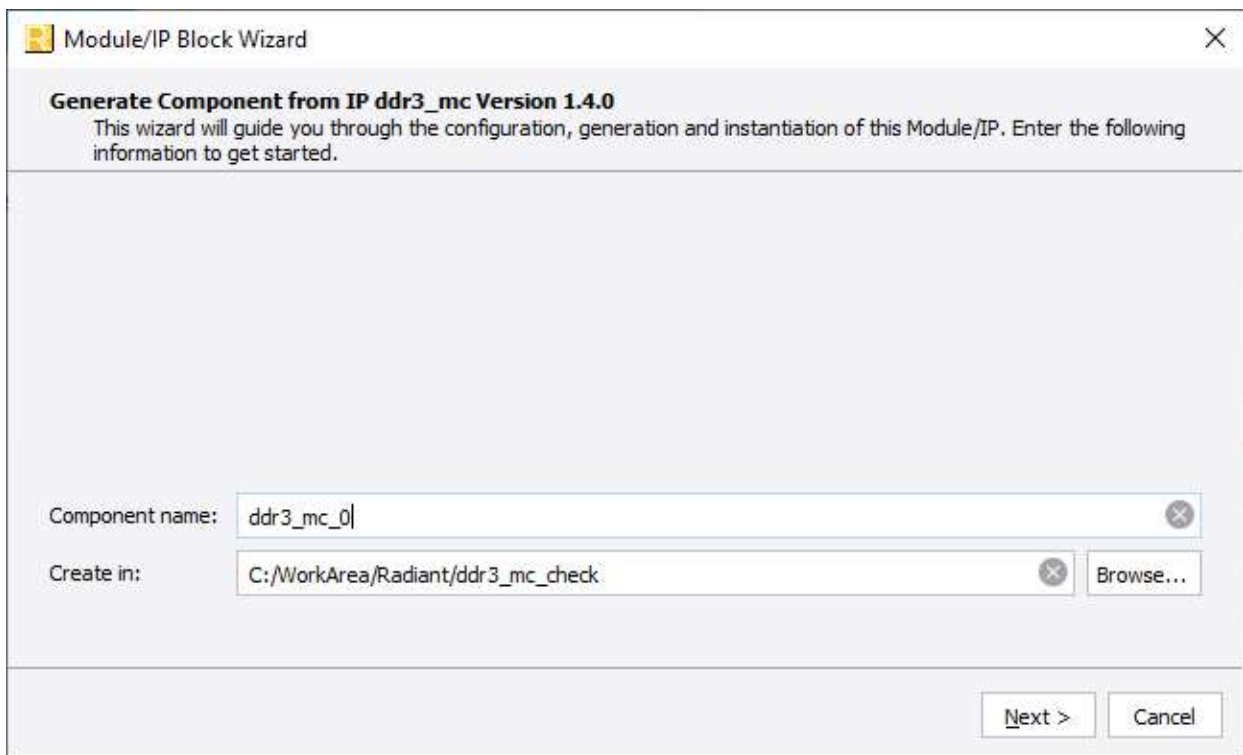 Module/IP Block Wizard
Generate Component from IP ddr3_mc Version 1.4.0
This wizard will guide you through the configuration, generation and instantiation of this Module/IP. Enter the following
information to get started.
Component name: ddr3_mc_0
Create in: C:/WorkArea/Radiant/ddr3_mc_check Browse...
Next > Cancel